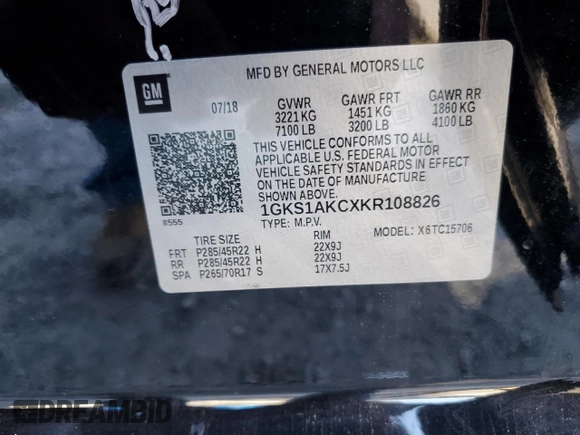 MFD BY GENERAL MOTORS LLC
GM
07/18
GVWR GAWR FRT GAWR RR
3221 KG 1451 KG 1860 KG
7100 LB 3200 LB 4100 LB
THIS VEHICLE CONFORMS TO ALL
APPLICABLE U.S. FEDERAL MOTOR
VEHICLE SAFETY STANDARDS IN EFFECT
ON THE DATE OF MANUFACTURE
SHOWN ABOVE.
1GKS1AKCXKR108826
8555
TYPE: M.P.V. MODEL: X6TC15706
TIRE SIZE RIM
FRT P285/45R22 H 22X9J
RR P285/45R22 H 22X9J
SPA P265/70R17 S 17X7.5J
DREAMBID